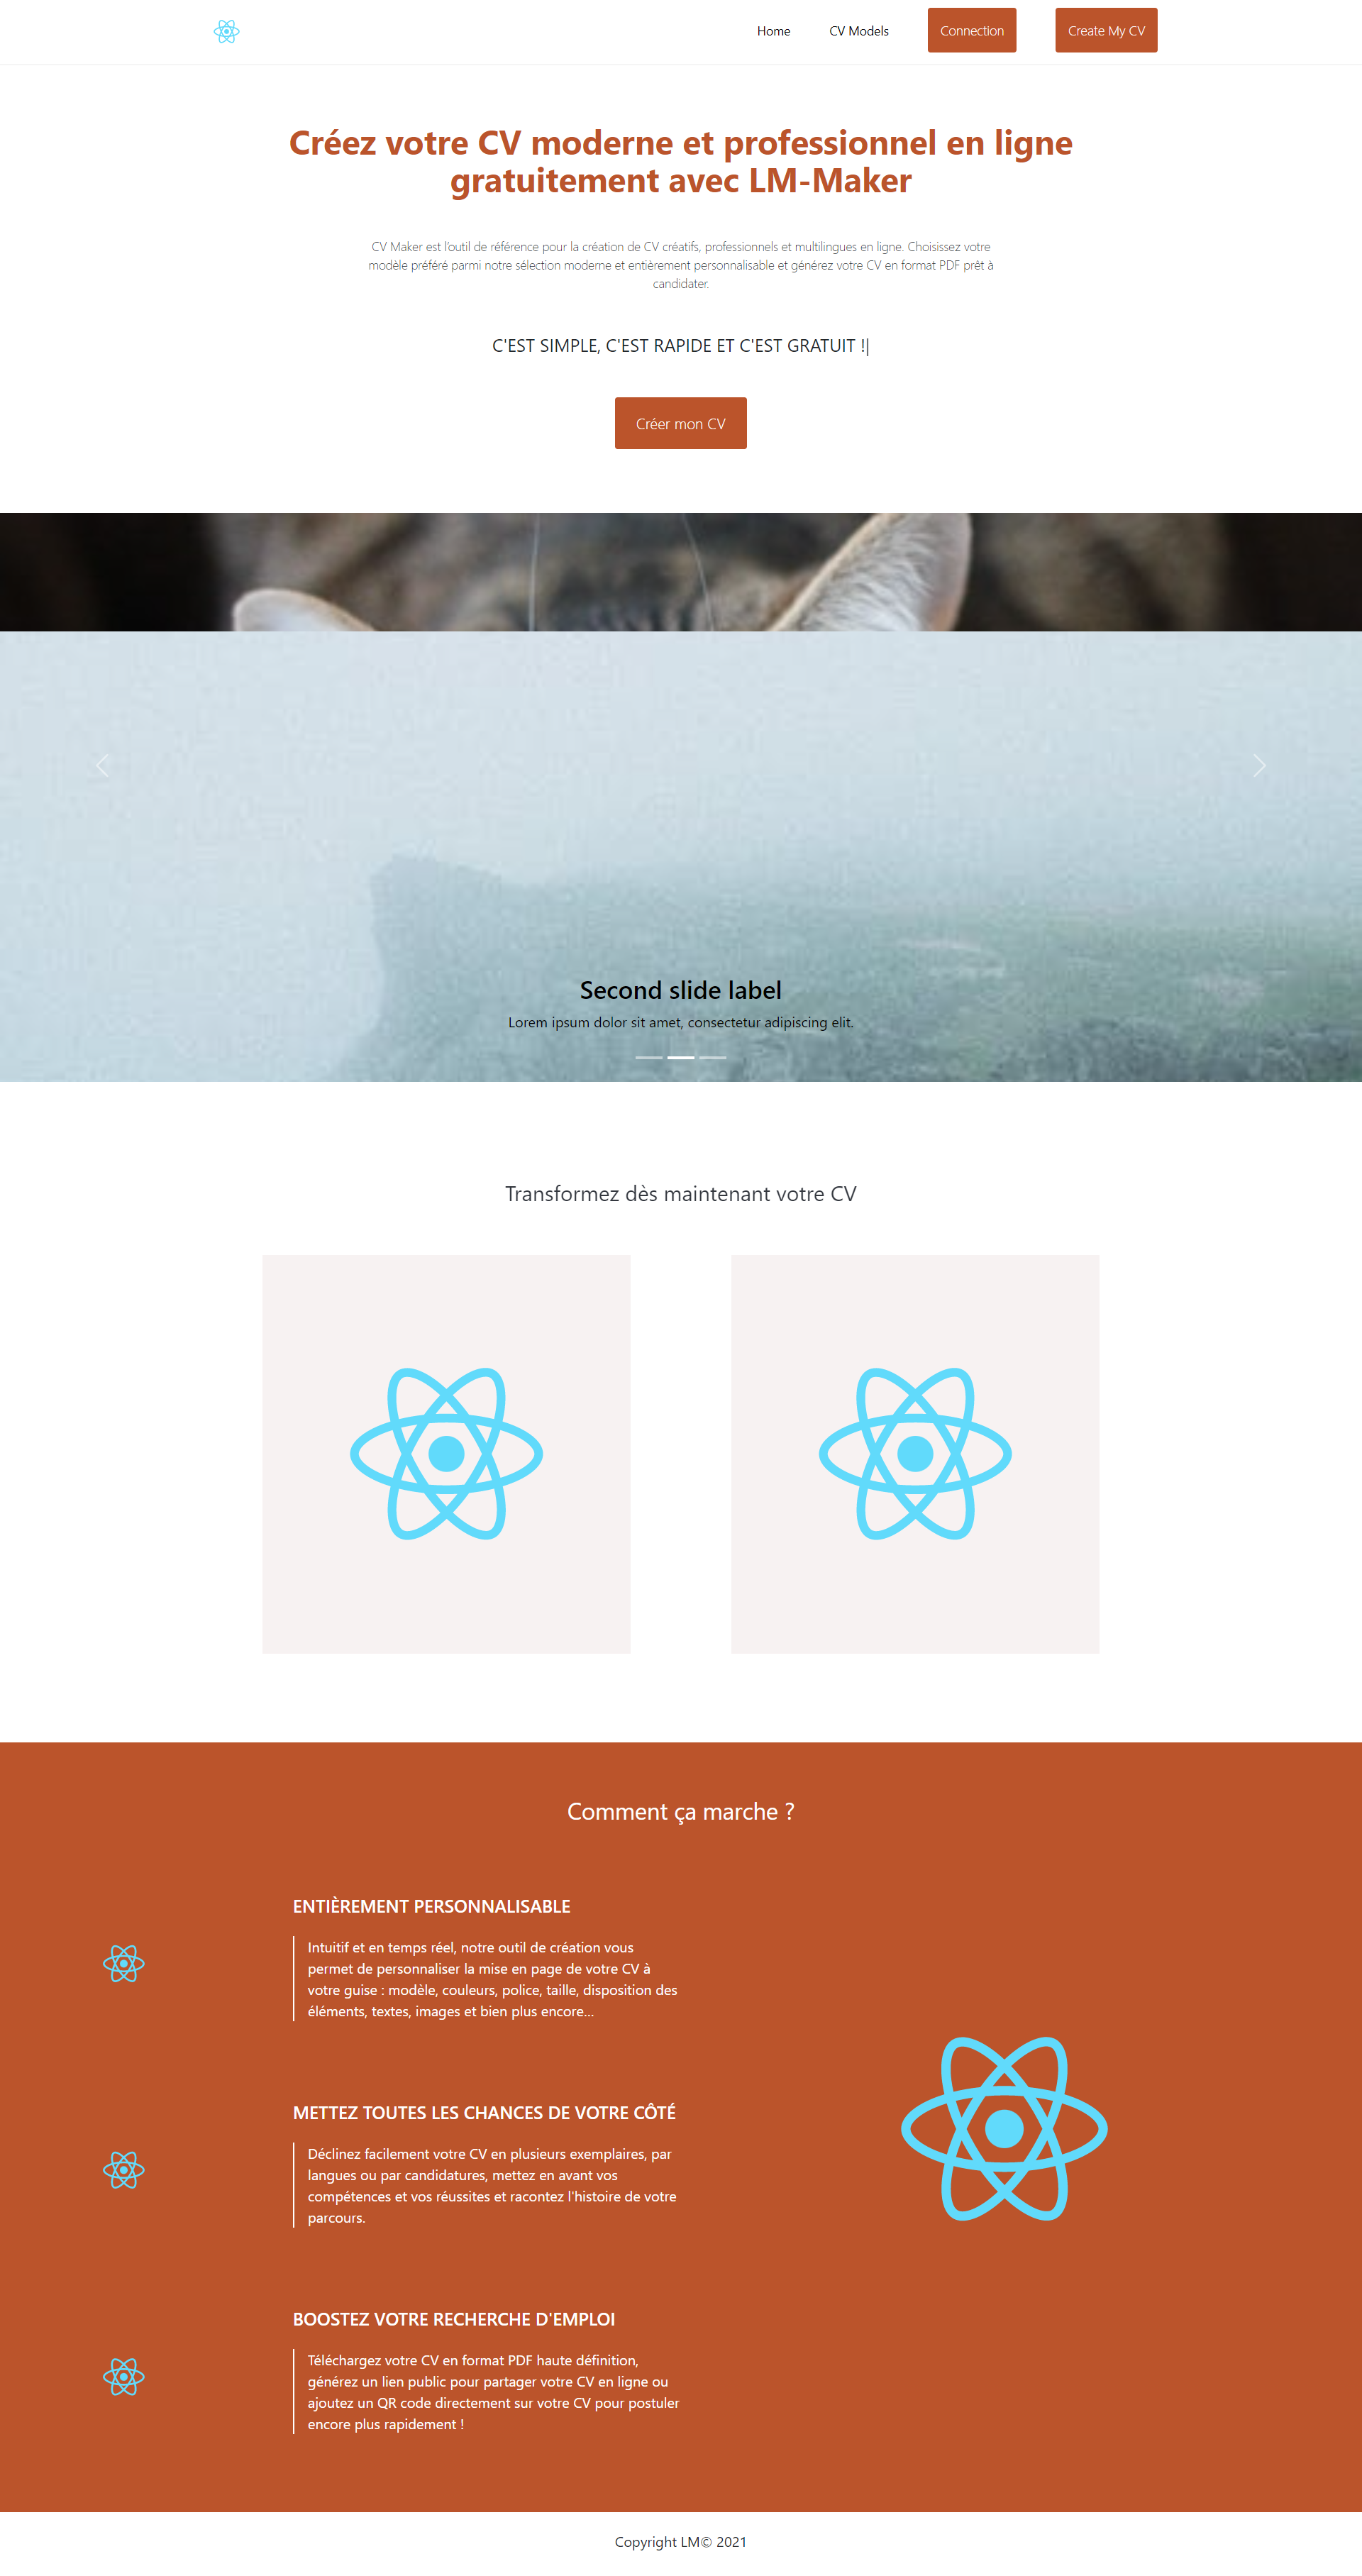 Home
CV Models
Connection
Create My CV
Créez votre CV moderne et professionnel en ligne
gratuitement avec LM-Maker
CV Maker est l'outil de référence pour la création de CV créatifs, professionnels et multilingues en ligne. Choisissez votre
modèle préféré parmi notre sélection moderne et entièrement personnalisable et générez votre CV en format PDF prêt à
candidater.
C'EST SIMPLE, C'EST RAPIDE ET C'EST GRATUIT !|
Créer mon CV
Second slide label
Lorem ipsum dolor sit amet, consectetur adipiscing elit.
Transformez dès maintenant votre CV
Comment ça marche ?
ENTIÈREMENT PERSONNALISABLE
Intuitif et en temps réel, notre outil de création vous
permet de personnaliser la mise en page de votre CV à
votre guise : modèle, couleurs, police, taille, disposition des
éléments, textes, images et bien plus encore...
METTEZ TOUTES LES CHANCES DE VOTRE CÔTÉ
Déclinez facilement votre CV en plusieurs exemplaires, par
langues ou par candidatures, mettez en avant vos
compétences et vos réussites et racontez l'histoire de votre
parcours.
BOOSTEZ VOTRE RECHERCHE D'EMPLOI
Téléchargez votre CV en format PDF haute définition,
générez un lien public pour partager votre CV en ligne ou
ajoutez un QR code directement sur votre CV pour postuler
encore plus rapidement !
Copyright LM© 2021